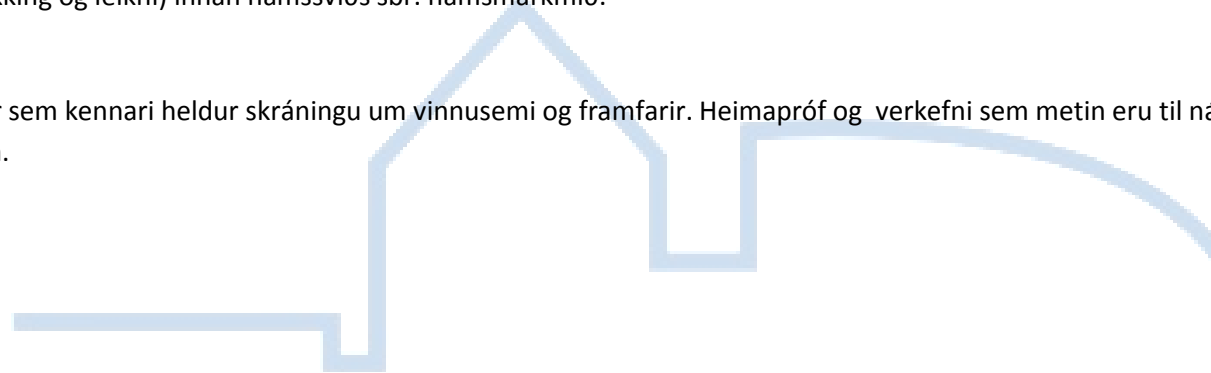 og leikni) innan námssviðs sbr. námsmarkmið.
sem kennari heldur skráningu um vinnusemi og framfarir. Heimapróf og  verkefni sem metin eru til